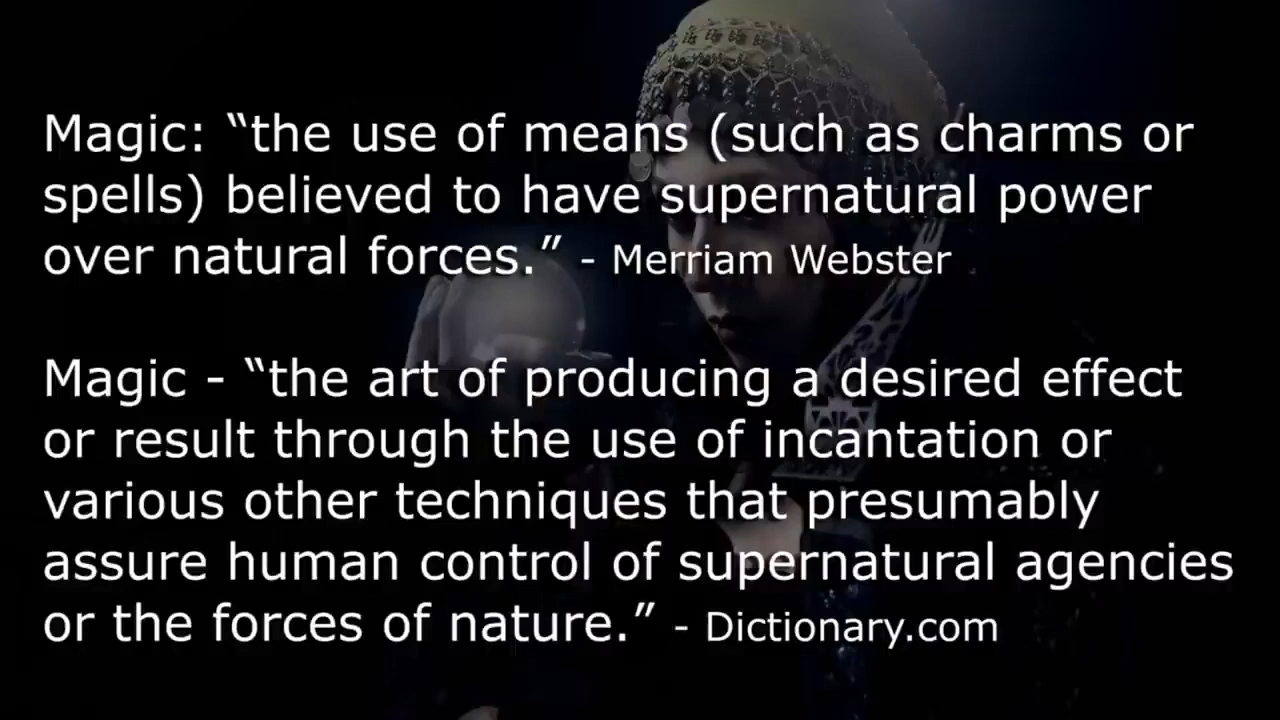 Magic: “the use of means (such as charms or
spells) believed to have supernatural power
over natural forces.” - Merriam Webster
Magic - “the art of producing a desired effect
or result through the use of incantation or
various other techniques that presumably
assure human control of supernatural agencies
or the forces of nature.” - Dictionary.com